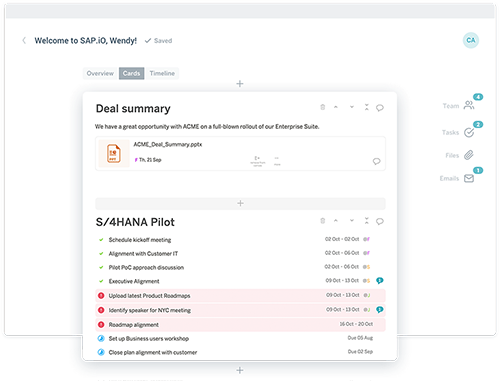 Welcome to SAP.iO, Wendy! Saved
CA
Overview Cards Timeline
Deal summary
We have a great opportunity with ACME on a full-blown rollout of our Enterprise Suite.
ACME_Deal_Summary.pptx
Th, 21 Sep
Team 4
Tasks 2
Files
Emails 1
S/4HANA Pilot
Schedule kickoff meeting 02 Oct - 02 Oct
Alignment with Customer IT 02 Oct - 06 Oct
Pilot PoC approach discussion 02 Oct - 06 Oct
Executive Alignment 09 Oct - 13 Oct
Upload latest Product Roadmaps 09 Oct - 13 Oct
Identify speaker for NYC meeting 09 Oct - 13 Oct
Roadmap alignment 16 Oct - 20 Oct
Set up Business users workshop Due 05 Aug
Close plan alignment with customer Due 02 Sep